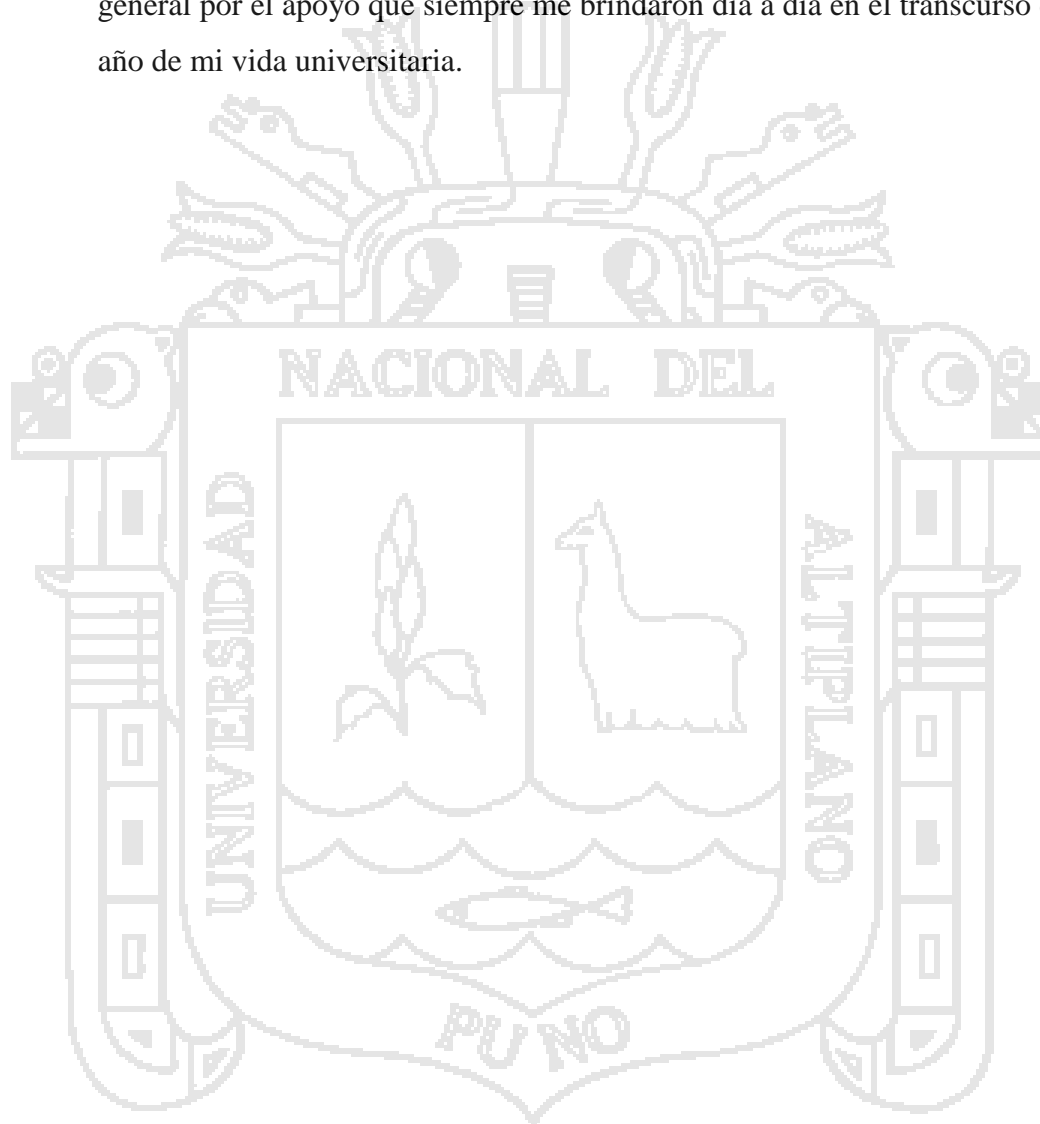 general por el apoyo que siempre me brindaron día a día en el transcurso
año de mi vida universitaria.
NACIONAL DEL
UNIVERSIDAD
ALTIPLANO
PUNO